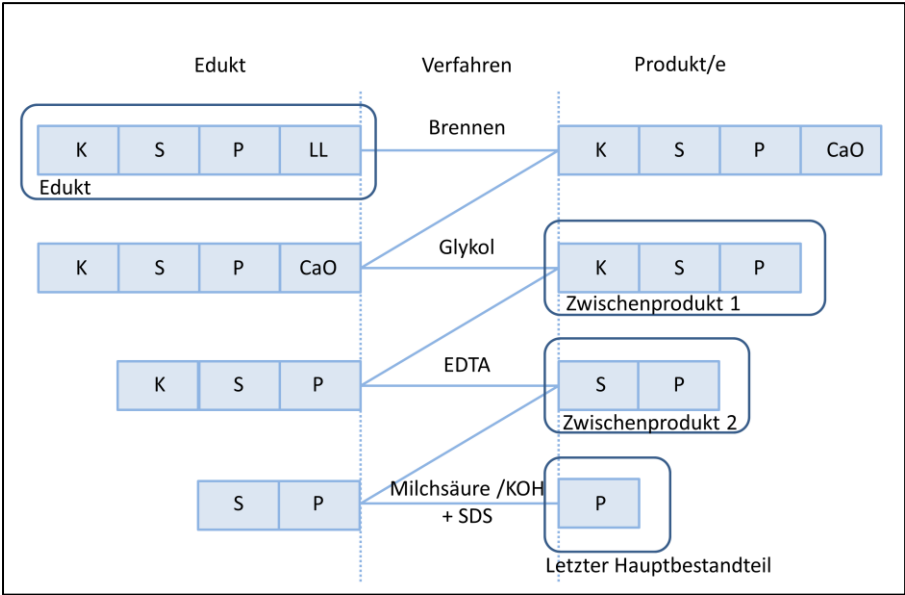 Edukt Verfahren Produkt/e
K S P LL Brennen K S P CaO
Edukt
K S P CaO Glykol K S P
Zwischenprodukt 1
K S P EDTA S P
Zwischenprodukt 2
S P Milchsäure /KOH P
+ SDS
Letzter Hauptbestandteil